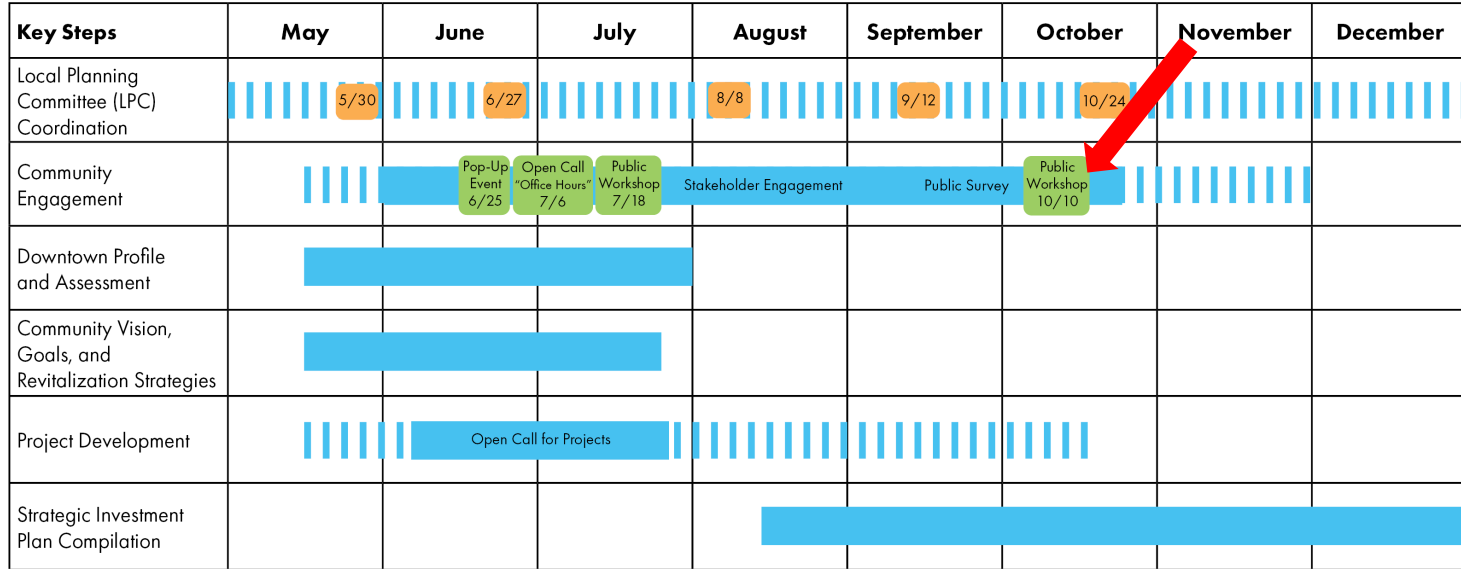 Key Steps
May
June
July
August
September
October
November
December
Local Planning
Committee (LPC)
Coordination
5/30
6/27
8/8
9/12
10/24
Community
Engagement
Pop-Up
Event
6/25
Open Call
"Office Hours"
7/6
Public
Workshop
7/18
Stakeholder Engagement
Public Survey
Public
Workshop
10/10
Downtown Profile
and Assessment
Community Vision,
Goals, and
Revitalization Strategies
Project Development
Open Call for Projects
Strategic Investment
Plan Compilation